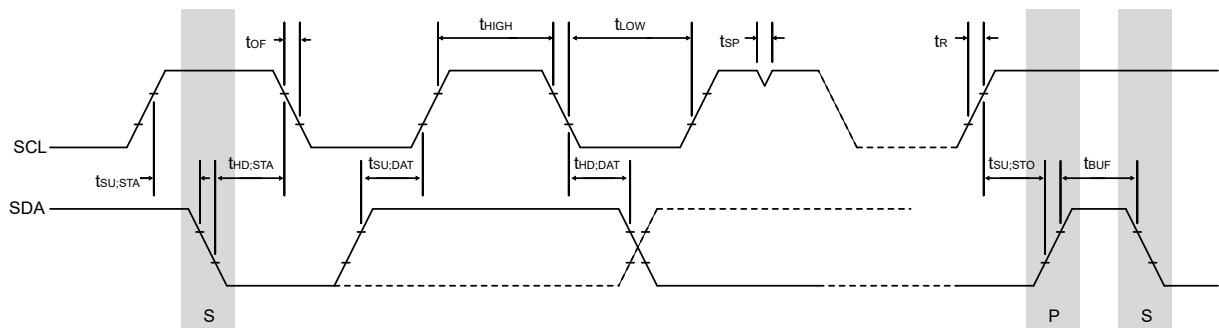 tOF
tHIGH
tLOW
tSP
tR
SCL
tSU;STA
tHD;STA
tSU;DAT
tHD;DAT
tSU;STO
tBUF
SDA
S
P
S